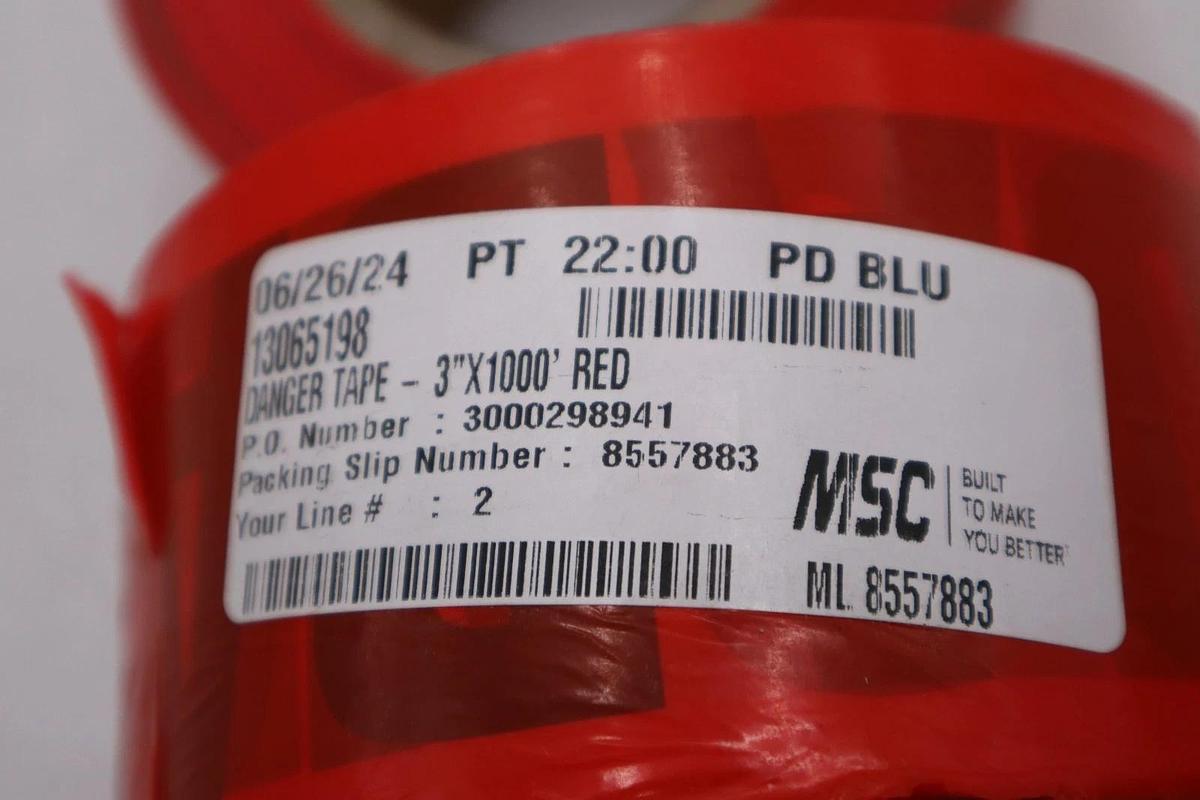 06/26/24 PT 22:00 PD BLU
13065198
DANGER TAPE - 3"X1000' RED
P.O. Number : 3000298941
Packing Slip Number : 8557883
Your Line # : 2
MSC
BUILT
TO MAKE
YOU BETTER
ML 8557883